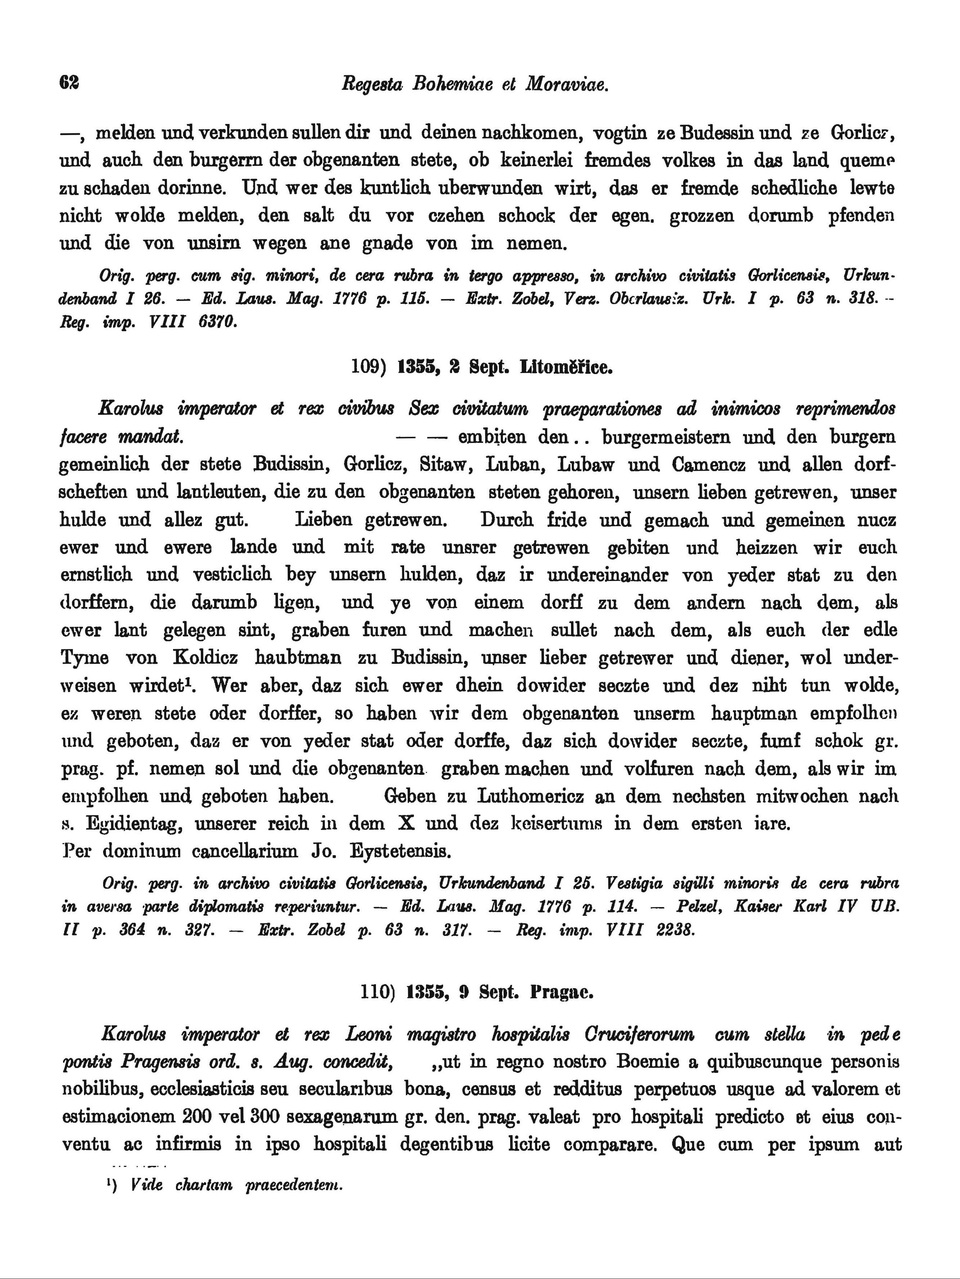 62 Regesta Bohemiae et Moraviae.
—, melden und verkunden sullen dir und deinen nachkomen, vogtin ze Budessin und ze Gorlicz,
und auch den burgerrn der obgenanten stete, ob keinerlei fremdes volkes in das land queme
zu schaden dorinne. Und wer des kuntlich uberwunden wirt, das er fremde schedliche lewte
nicht wolde melden, den salt du vor czehen schock der egen. grozzen dorumb pfenden
und die von unsirn wegen ane gnade von im nemen.
Orig. perg. cum sig. minori, de cera rubra in tergo appresso, in archivo civitatis Gorlicensis, Urkun-
denband I 26. — Ed. Laus. Mag. 1776 p. 115. — Extr. Zobel, Verz. Oberlausiz. Urk. I p. 63 n. 318. —
Reg. imp. VIII 6370.
109) 1355, 2 Sept. Litoměřice.
Karolus imperator et rex civibus Sex civitatum praeparationes ad inimicos reprimendos
facere mandat. — — embiten den.. burgermeistern und den burgern
gemeinlich der stete Budissin, Gorlicz, Sitaw, Luban, Lubaw und Camencz und allen dorf-
scheften und lantleuten, die zu den obgenanten steten gehoren, unsern lieben getrewen, unser
hulde und allez gut. Lieben getrewen. Durch fride und gemach und gemeinen nucz
ewer und ewere lande und mit rate unsrer getrewen gebiten und heizzen wir euch
ernstlich und vesticlich bey unsern hulden, daz ir undereinander von yeder stat zu den
dorffern, die darumb ligen, und ye von einem dorff zu dem andern nach dem, als
ewer lant gelegen sint, graben furen und machen sullet nach dem, als euch der edle
Tyme von Koldicz haubtman zu Budissin, unser lieber getrewer und diener, wol under-
weisen wirdet¹. Wer aber, daz sich ewer dhein dowider seczte und dez niht tun wolde,
ez weren stete oder dorffer, so haben wir dem obgenanten unserm hauptman empfolhen
und geboten, daz er von yeder stat oder dorffe, daz sich dowider seczte, fumf schok gr.
prag. pf. nemen sol und die obgenanten graben machen und volfuren nach dem, als wir im
empfolhen und geboten haben. Geben zu Luthomericz an dem nechsten mitwochen nach
s. Egidientag, unserer reich in dem X und dez keisertums in dem ersten iare.
Per dominum cancellarium Jo. Eystetensis.
Orig. perg. in archivo civitatis Gorlicensis, Urkundenband I 25. Vestigia sigilli minoris de cera rubra
in aversa parte diplomatis reperiuntur. — Ed. Laus. Mag. 1776 p. 114. — Pelzel, Kaiser Karl IV UB.
II p. 364 n. 327. — Extr. Zobel p. 63 n. 317. — Reg. imp. VIII 2238.
110) 1355, 9 Sept. Pragae.
Karolus imperator et rex Leoni magistro hospitalis Cruciferorum cum stella in pede
pontis Pragensis ord. s. Aug. concedit, „ut in regno nostro Boemie a quibuscunque personis
nobilibus, ecclesiasticis seu secularibus bona, census et redditus perpetuos usque ad valorem et
estimacionem 200 vel 300 sexagenarum gr. den. prag. valeat pro hospitali predicto et eius con-
ventu ac infirmis in ipso hospitali degentibus licite comparare. Que cum per ipsum aut
¹) Vide chartam praecedentem.